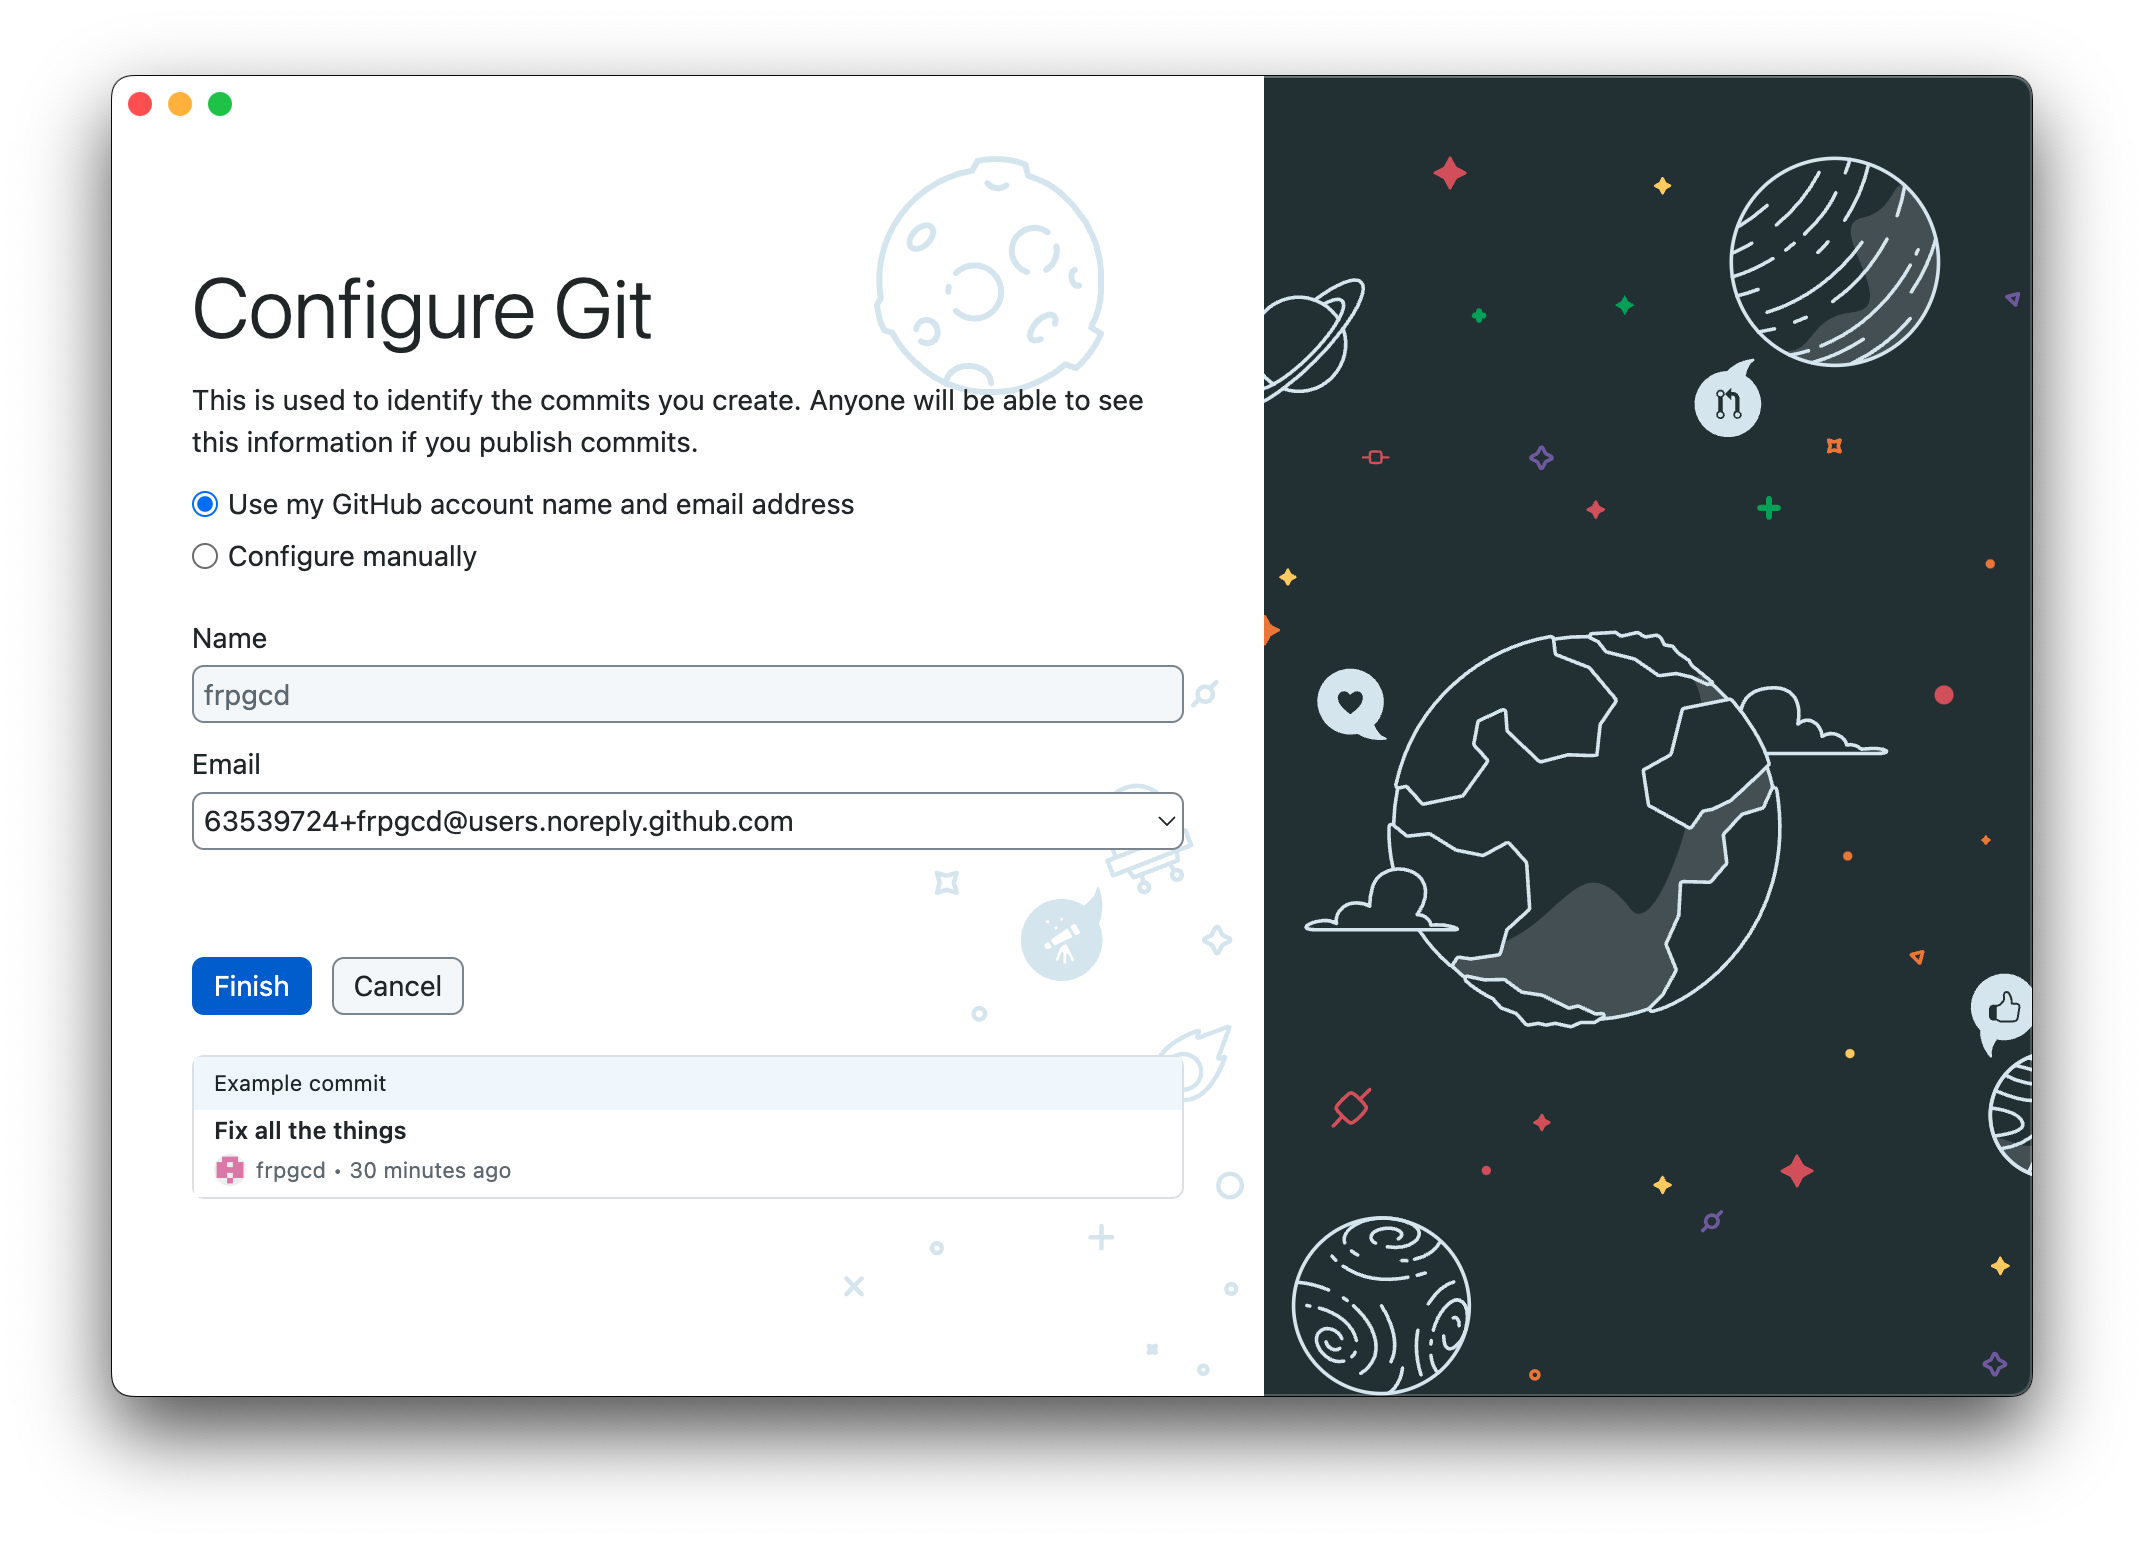 Configure Git
This is used to identify the commits you create. Anyone will be able to see
this information if you publish commits.
Use my GitHub account name and email address
Configure manually
Name
frpgcd
Email
63539724+frpgcd@users.noreply.github.com
Finish
Cancel
Example commit
Fix all the things
frpgcd • 30 minutes ago